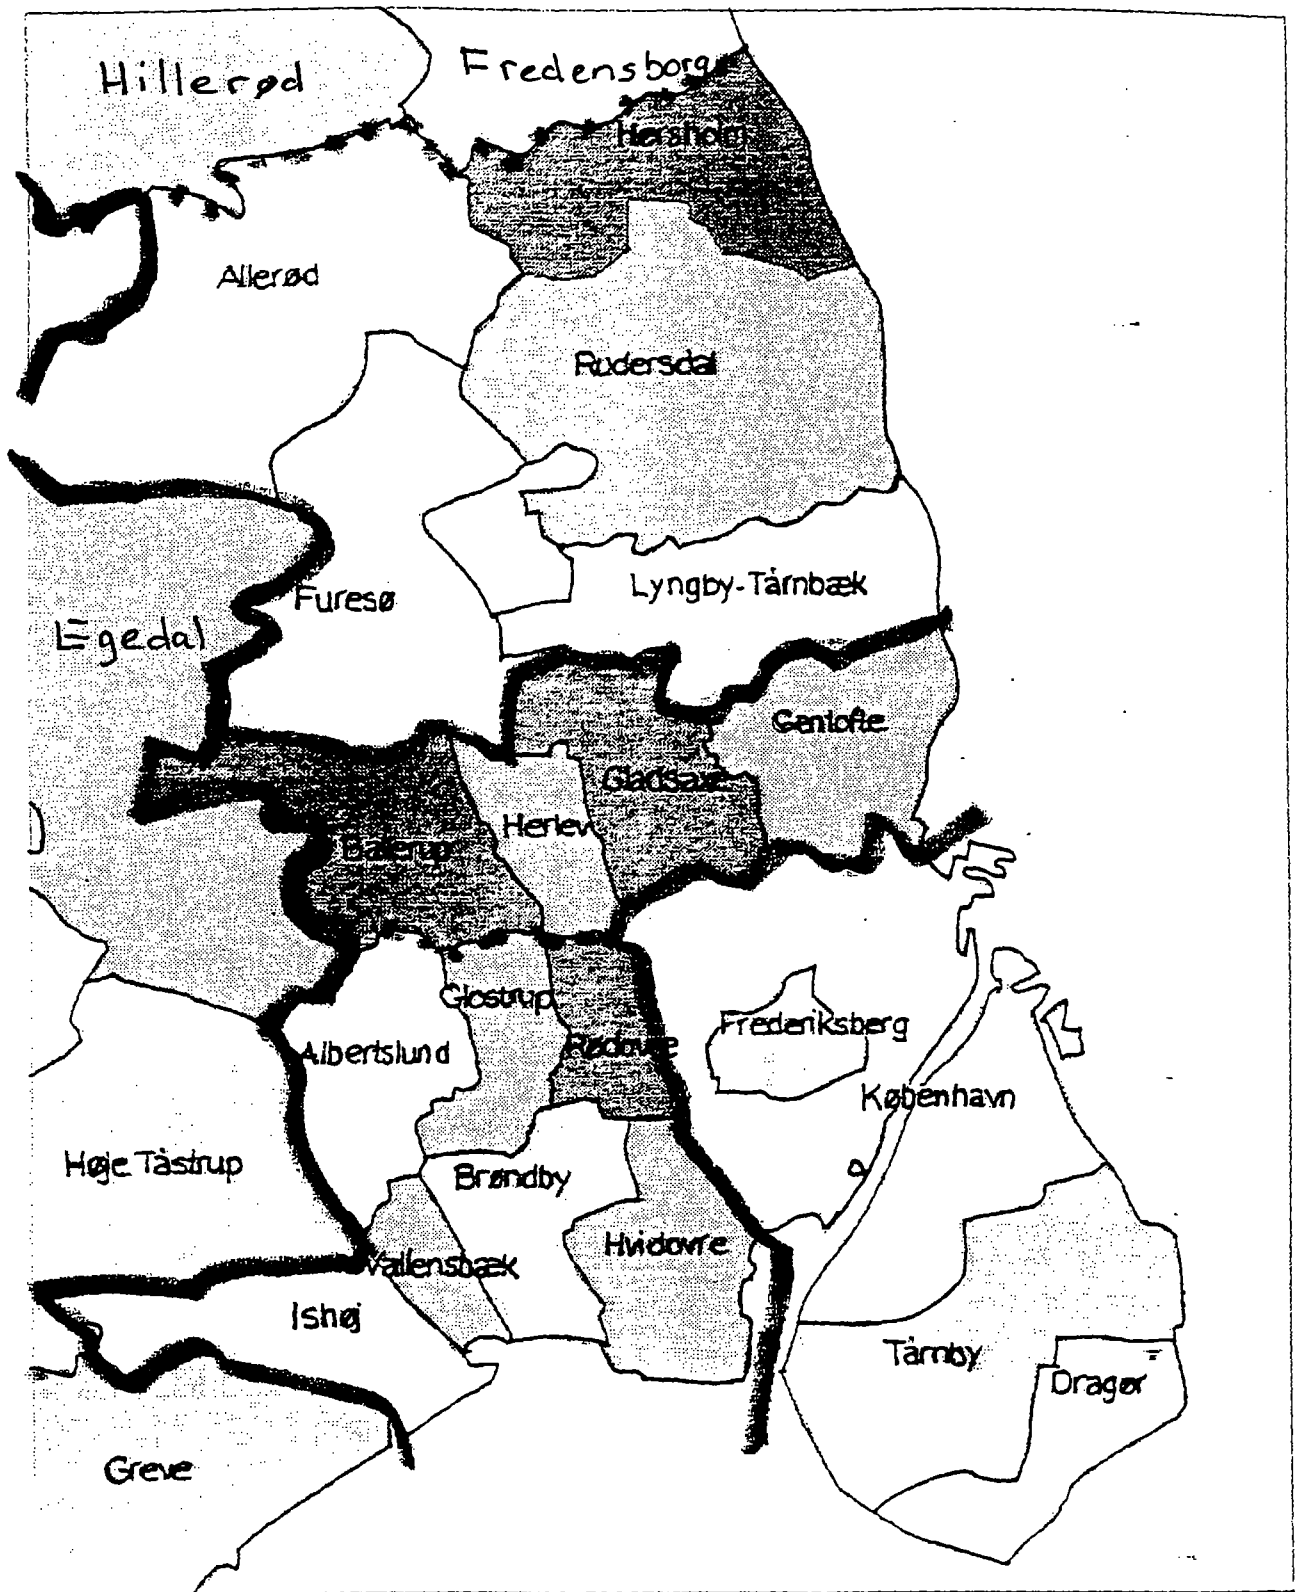 Hillerød
Fredensborg
Hørsholm
Allerød
Rudersdal
Lyngby-Tårnbæk
Furesø
Egedal
Gentofte
Gladsaxe
Herlev
Ballerup
Glostrup
Rødovre
Albertslund
Frederiksberg
København
Høje Tåstrup
Brøndby
Hvidovre
Vallensbæk
Ishøj
Tårnby
Dragør
Greve